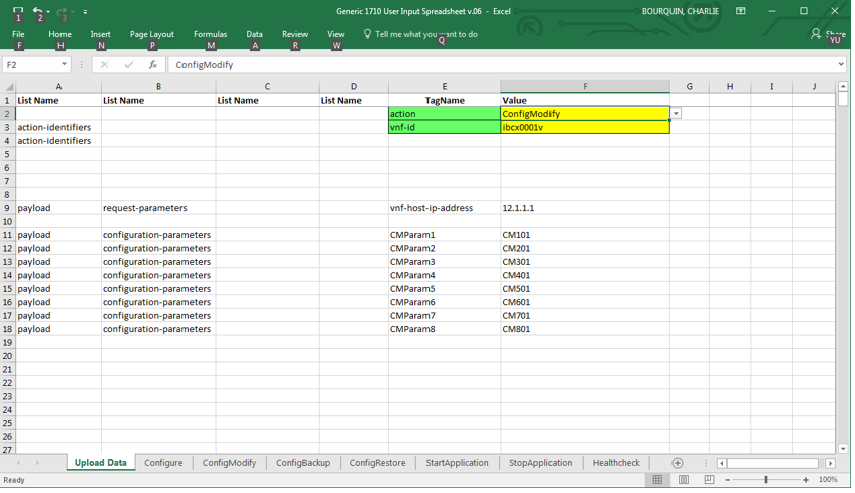 1 2 3 Generic 1710 User Input Spreadsheet v.06 - Excel BOURQUIN, CHARLIE
File Home Insert Page Layout Formulas Data Review View Tell me what you want to do Share
F H N P M A R W Q YU
F2 fx ConfigModify
A B C D E F G H I J
1 List Name List Name List Name List Name TagName Value
2 action ConfigModify
3 action-identifiers vnf-id ibcx0001v
4 action-identifiers
5
6
7
8
9 payload request-parameters vnf-host-ip-address 12.1.1.1
10
11 payload configuration-parameters CMParam1 CM101
12 payload configuration-parameters CMParam2 CM201
13 payload configuration-parameters CMParam3 CM301
14 payload configuration-parameters CMParam4 CM401
15 payload configuration-parameters CMParam5 CM501
16 payload configuration-parameters CMParam6 CM601
17 payload configuration-parameters CMParam7 CM701
18 payload configuration-parameters CMParam8 CM801
19
20
21
22
23
24
25
26
27
Upload Data Configure ConfigModify ConfigBackup ConfigRestore StartApplication StopApplication Healthcheck
Ready 100%